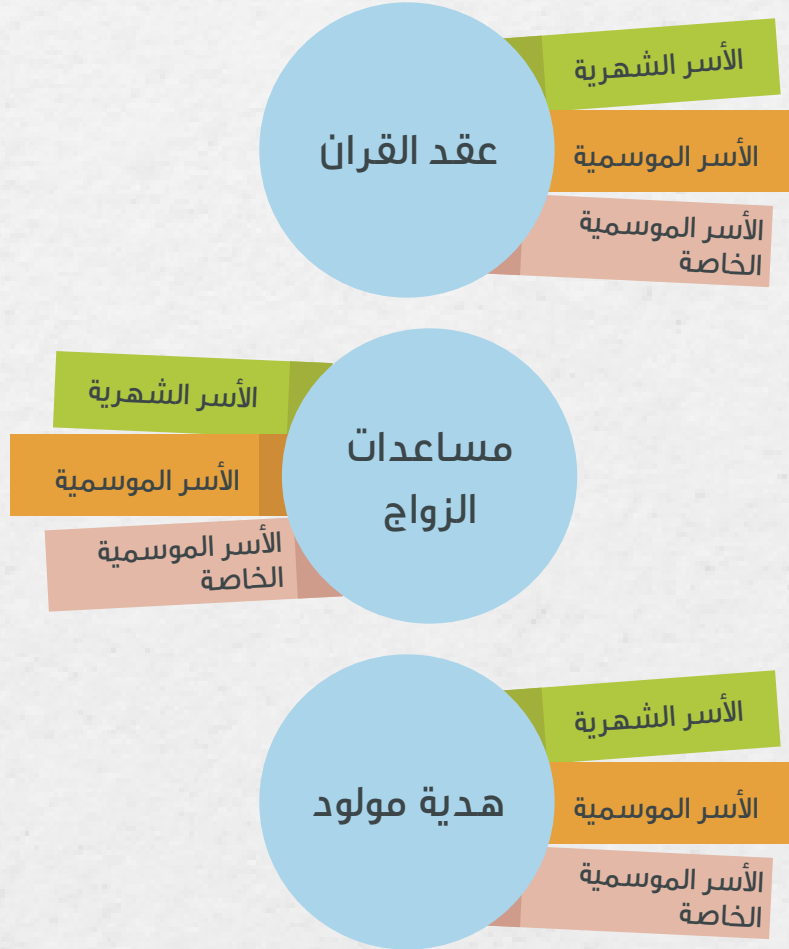 عقد القران
الأسر الشهرية
الأسر الموسمية
الأسر الموسمية
الخاصة
مساعدات
الزواج
الأسر الشهرية
الأسر الموسمية
الأسر الموسمية
الخاصة
هدية مولود
الأسر الشهرية
الأسر الموسمية
الأسر الموسمية
الخاصة